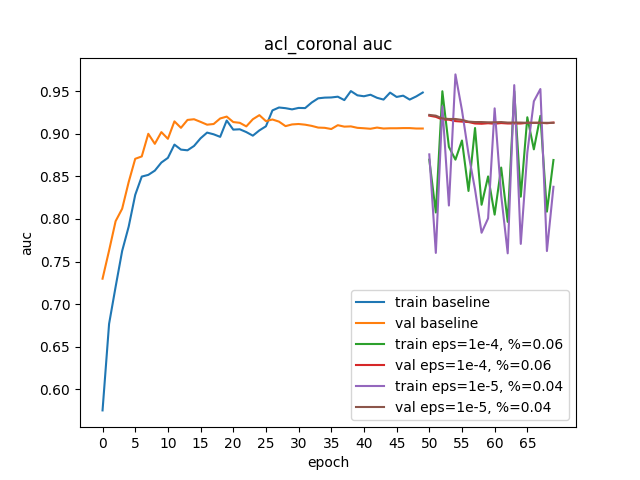 acl_coronal auc
auc
0.95
0.90
0.85
0.80
0.75
0.70
0.65
0.60
train baseline
val baseline
train eps=1e-4, %=0.06
val eps=1e-4, %=0.06
train eps=1e-5, %=0.04
val eps=1e-5, %=0.04
0 5 10 15 20 25 30 35 40 45 50 55 60 65
epoch